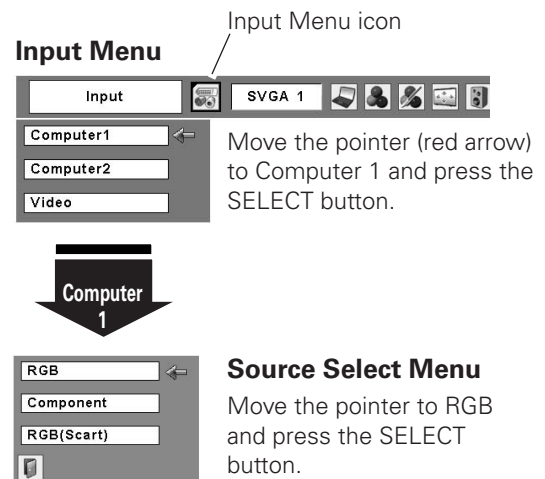 Input Menu icon
Input Menu
Input SVGA 1
Computer1
Computer2
Video
Move the pointer (red arrow)
to Computer 1 and press the
SELECT button.
Computer
1
RGB
Component
RGB(Scart)
Source Select Menu
Move the pointer to RGB
and press the SELECT
button.